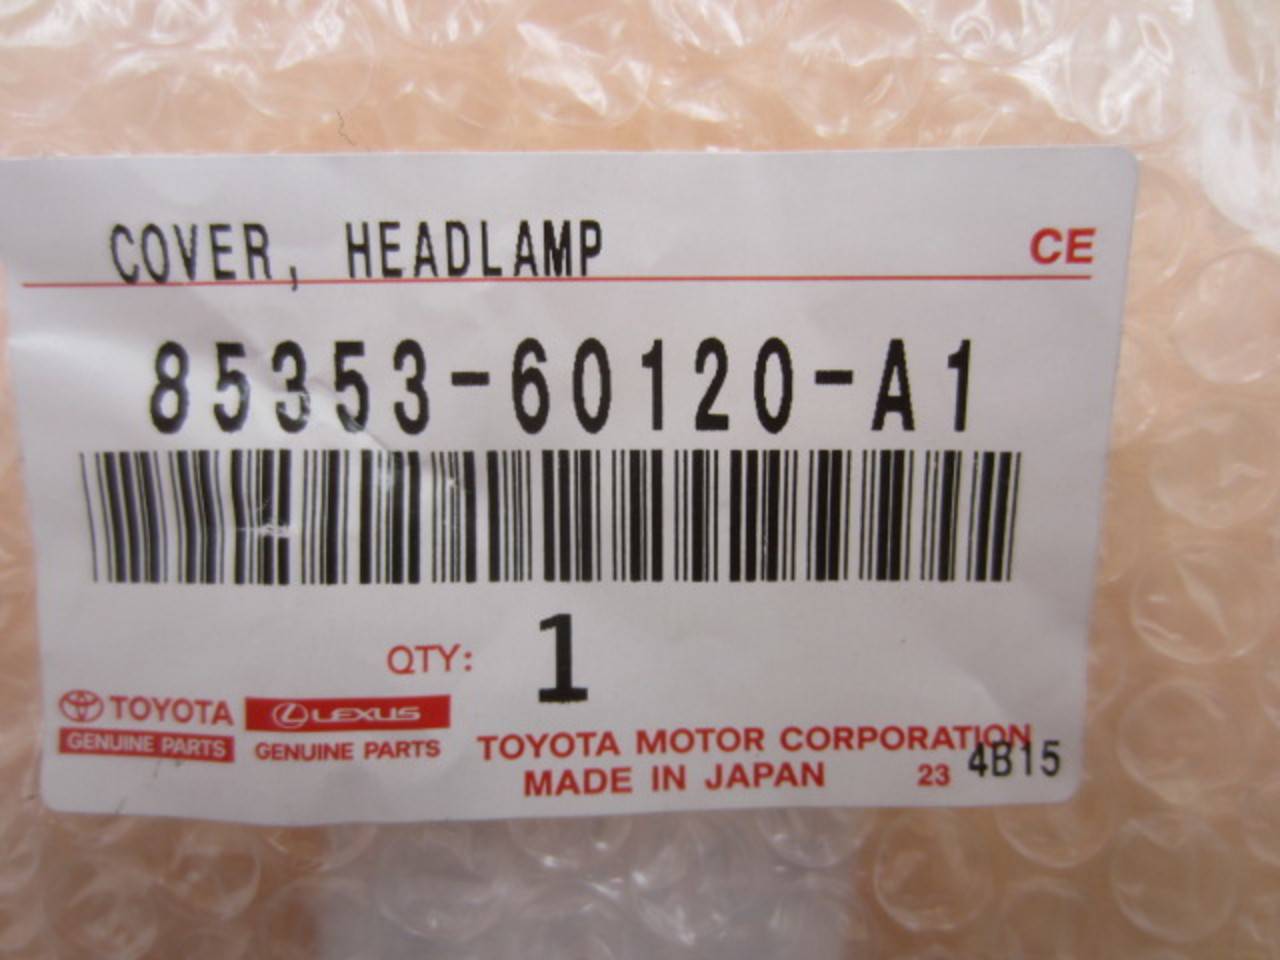 COVER, HEADLAMP
CE
85353-60120-A1
QTY: 1
TOYOTA
GENUINE PARTS
LEXUS
GENUINE PARTS
TOYOTA MOTOR CORPORATION
MADE IN JAPAN 23 4B15